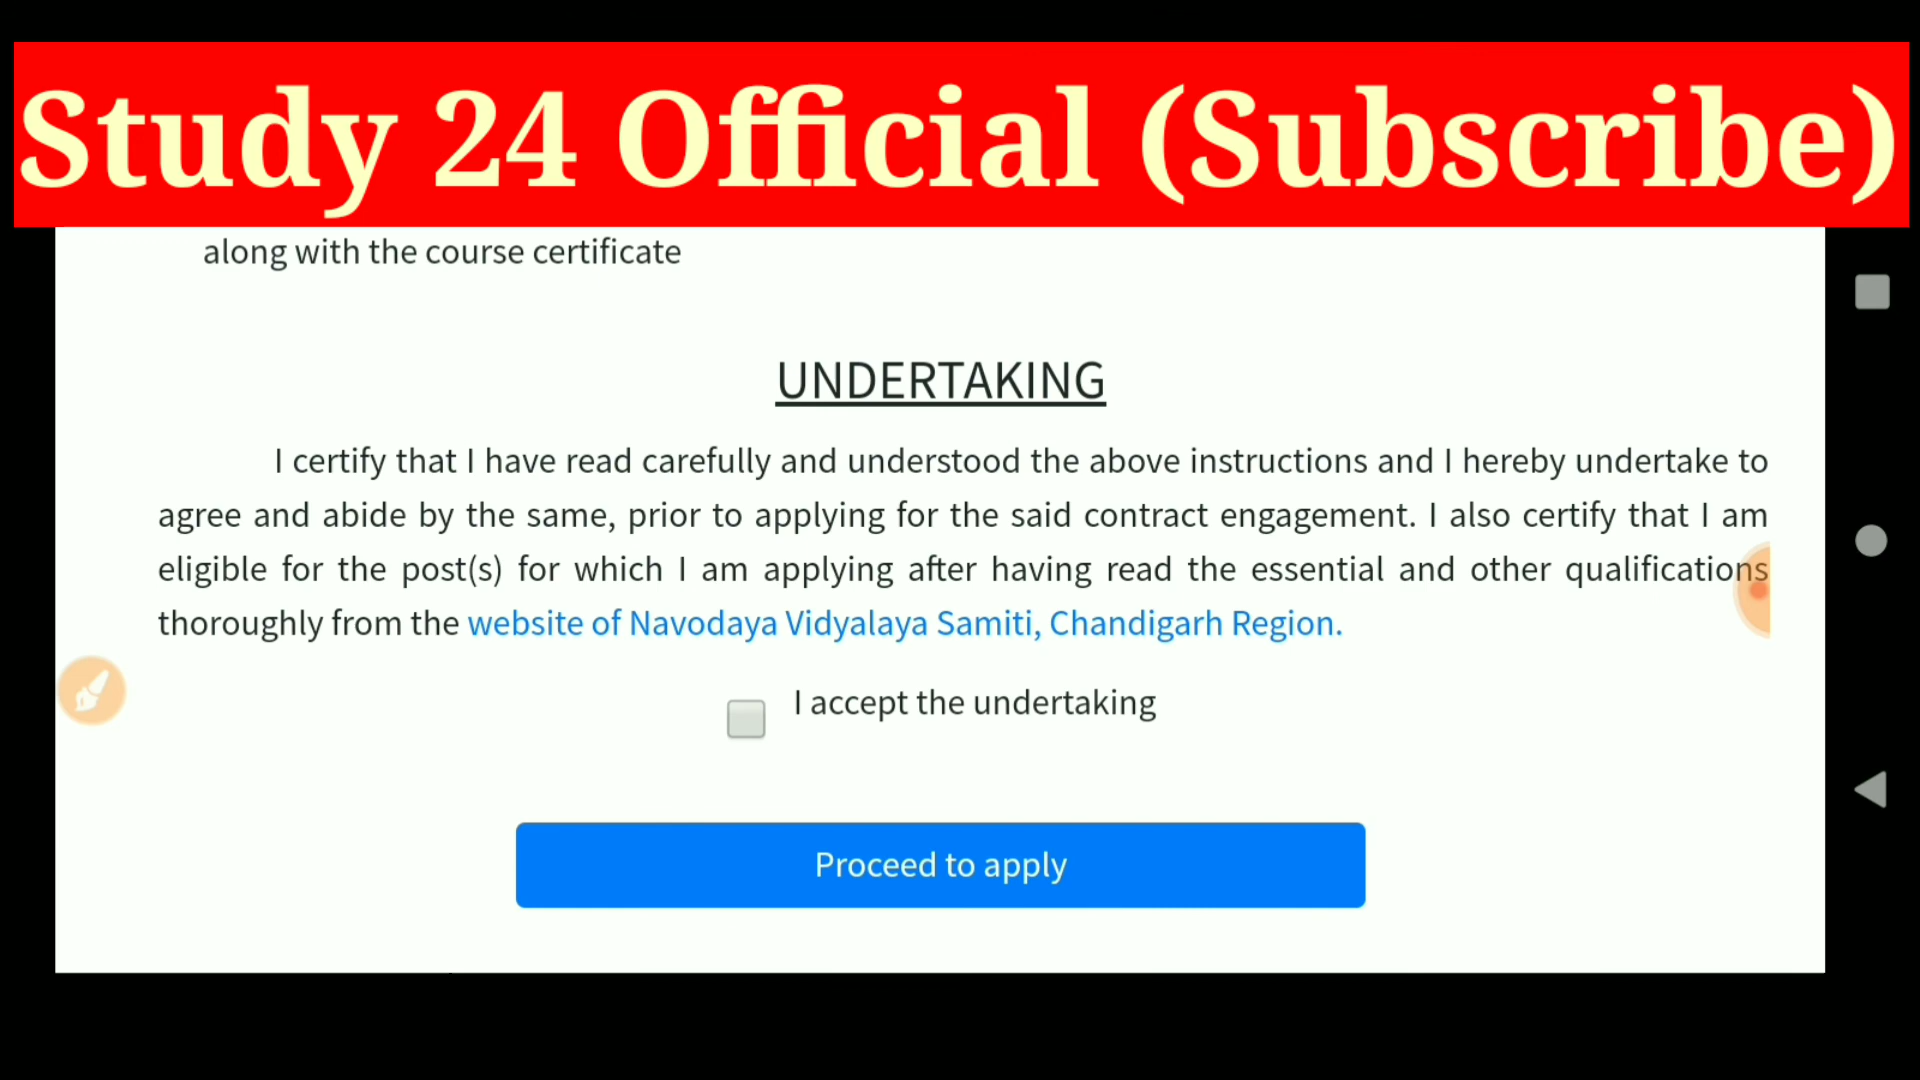 Study 24 Official (Subscribe)
along with the course certificate
UNDERTAKING
I certify that I have read carefully and understood the above instructions and I hereby undertake to
agree and abide by the same, prior to applying for the said contract engagement. I also certify that I am
eligible for the post(s) for which I am applying after having read the essential and other qualifications
thoroughly from the website of Navodaya Vidyalaya Samiti, Chandigarh Region.
I accept the undertaking
Proceed to apply